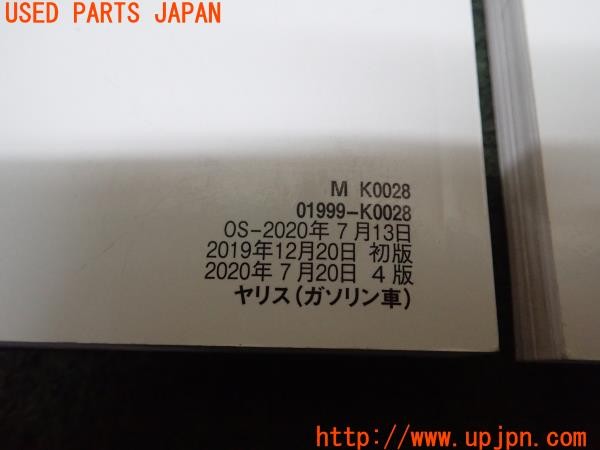 USED PARTS JAPAN
M K0028
01999-K0028
OS-2020年7月13日
2019年12月20日 初版
2020年7月20日 4版
ヤリス(ガソリン車)
http://www.upjpn.com/